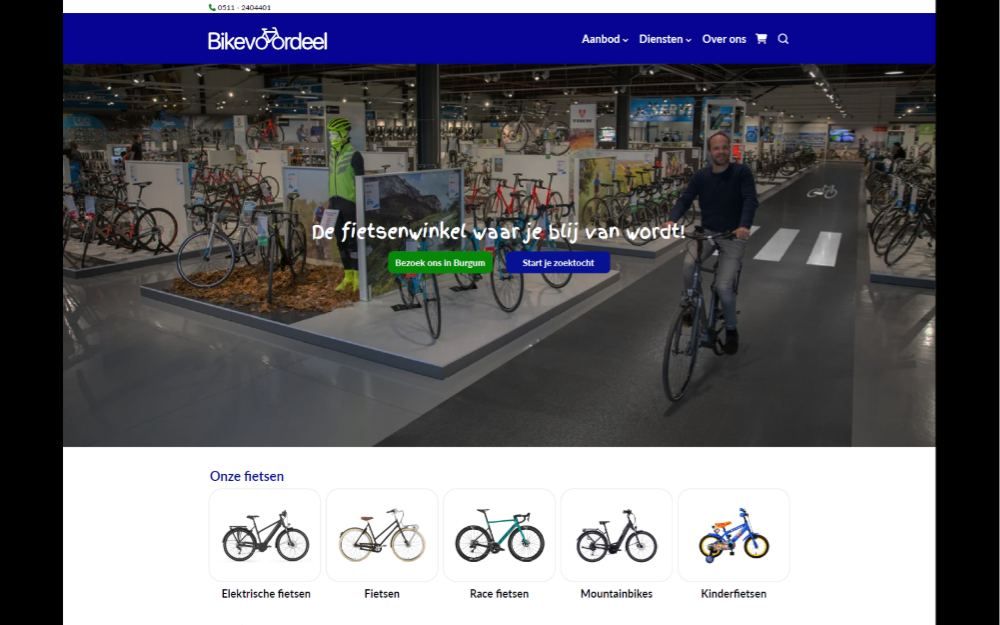 0511 - 2404401
Bikevoordeel
Aanbod Diensten Over ons
De fietsenwinkel waar je blij van wordt!
Bezoek ons in Burgum Start je zoektocht
Onze fietsen
Elektrische fietsen Fietsen Race fietsen Mountainbikes Kinderfietsen